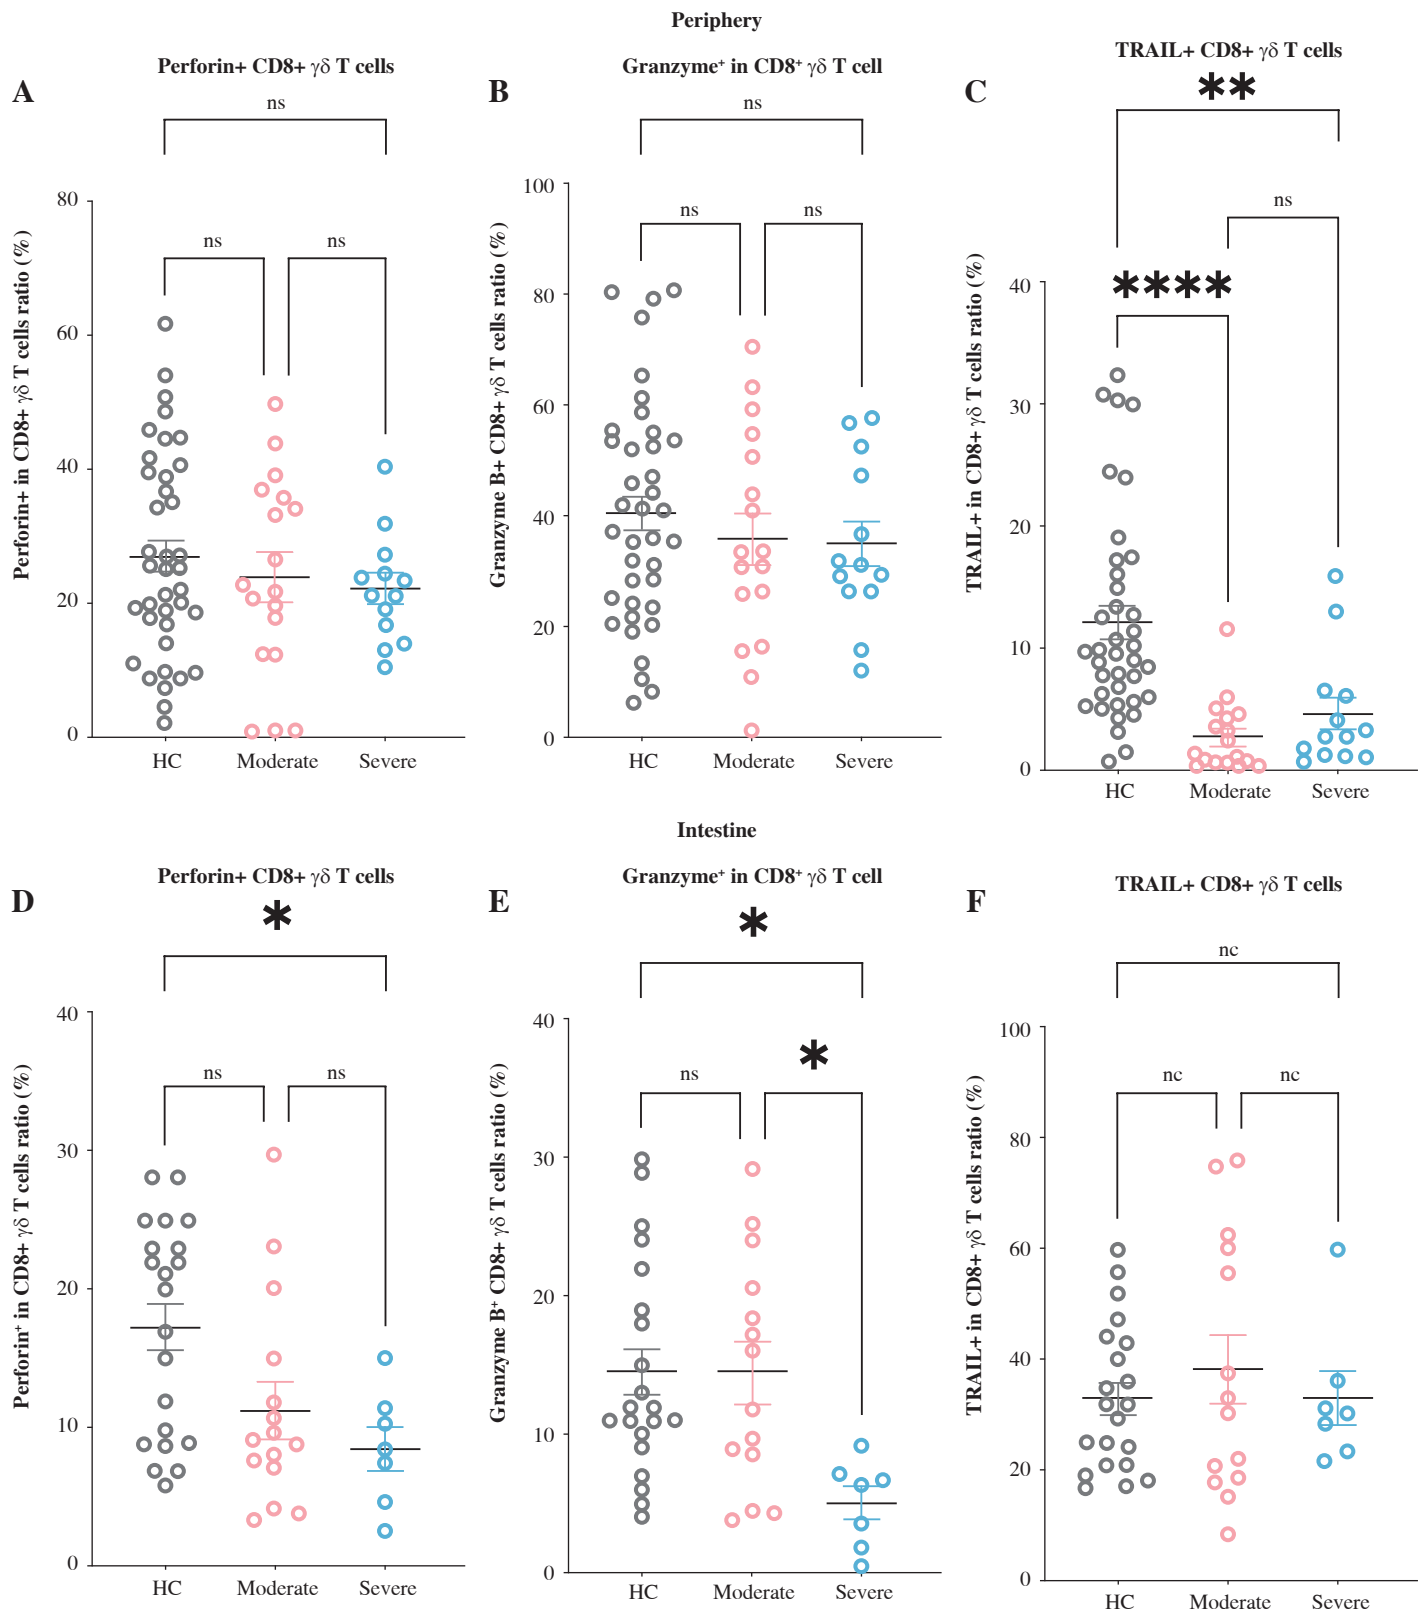 Periphery
A
Perforin+ CD8+ γδ T cells
ns
ns
ns
Perforin+ in CD8+ γδ T cells ratio (%)
80
60
40
20
0
HC Moderate Severe
B
Granzyme⁺ in CD8⁺ γδ T cell
ns
ns
ns
Granzyme B+ CD8+ γδ T cells ratio (%)
100
80
60
40
20
0
HC Moderate Severe
C
TRAIL+ CD8+ γδ T cells
**
ns
****
TRAIL+ in CD8+ γδ T cells ratio (%)
40
30
20
10
0
HC Moderate Severe
Intestine
D
Perforin+ CD8+ γδ T cells
*
ns
ns
Perforin⁺ in CD8+ γδ T cells ratio (%)
40
30
20
10
0
HC Moderate Severe
E
Granzyme⁺ in CD8⁺ γδ T cell
*
ns
*
Granzyme B⁺ CD8+ γδ T cells ratio (%)
40
30
20
10
0
HC Moderate Severe
F
TRAIL+ CD8+ γδ T cells
nc
nc
nc
TRAIL+ in CD8+ γδ T cells ratio (%)
100
80
60
40
20
0
HC Moderate Severe